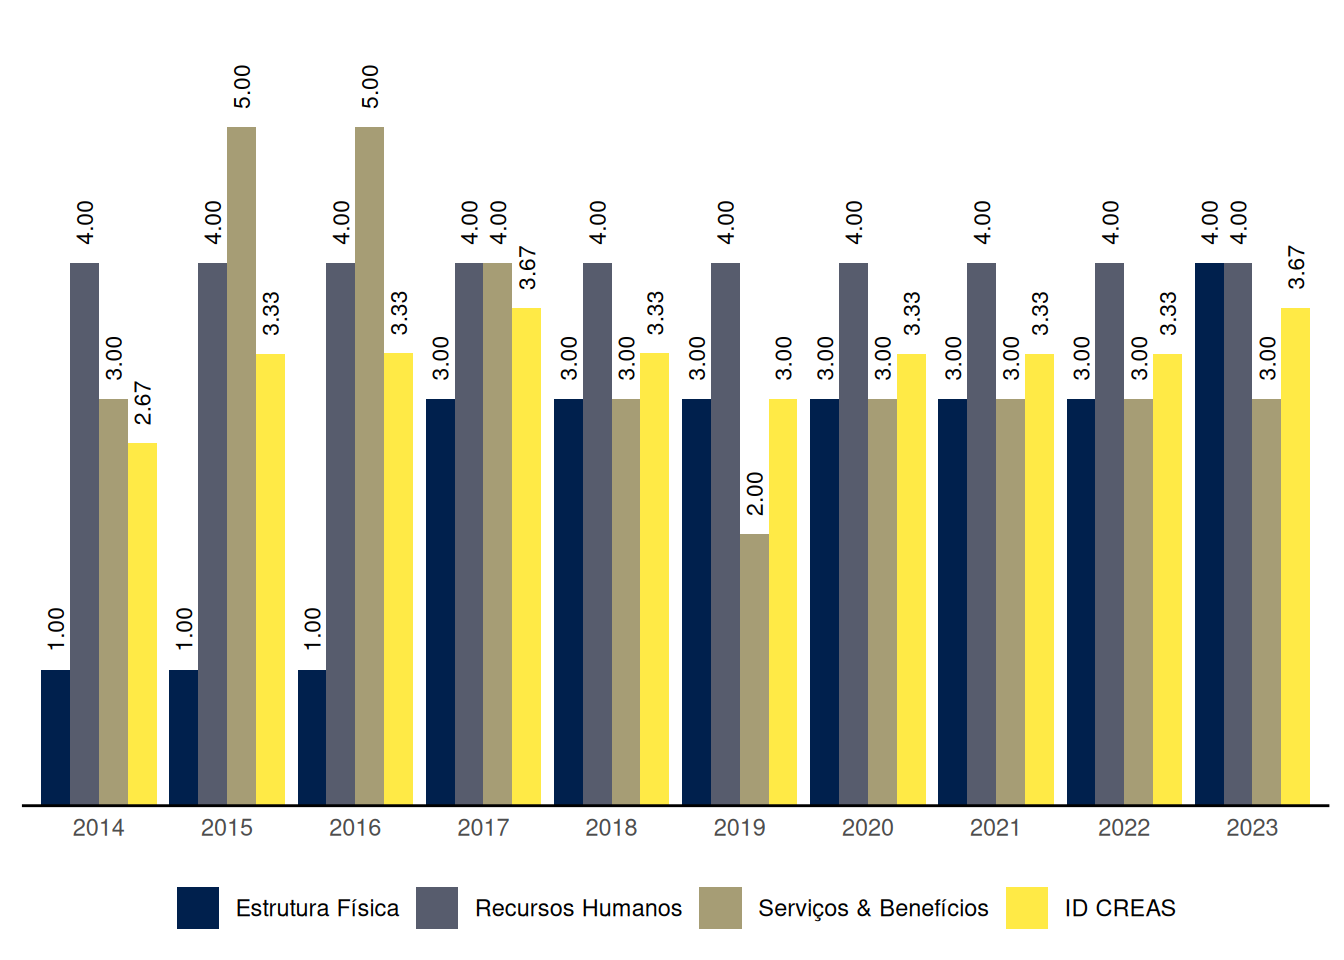 1.00 4.00 3.00 2.67 1.00 4.00 5.00 3.33 1.00 4.00 5.00 3.33 3.00 4.00 4.00 3.67 3.00 4.00 3.00 3.33 3.00 4.00 2.00 3.00 3.00 4.00 3.00 3.33 3.00 4.00 3.00 3.33 3.00 4.00 3.00 3.33 4.00 4.00 3.00 3.67
2014 2015 2016 2017 2018 2019 2020 2021 2022 2023
Estrutura Física Recursos Humanos Serviços & Benefícios ID CREAS